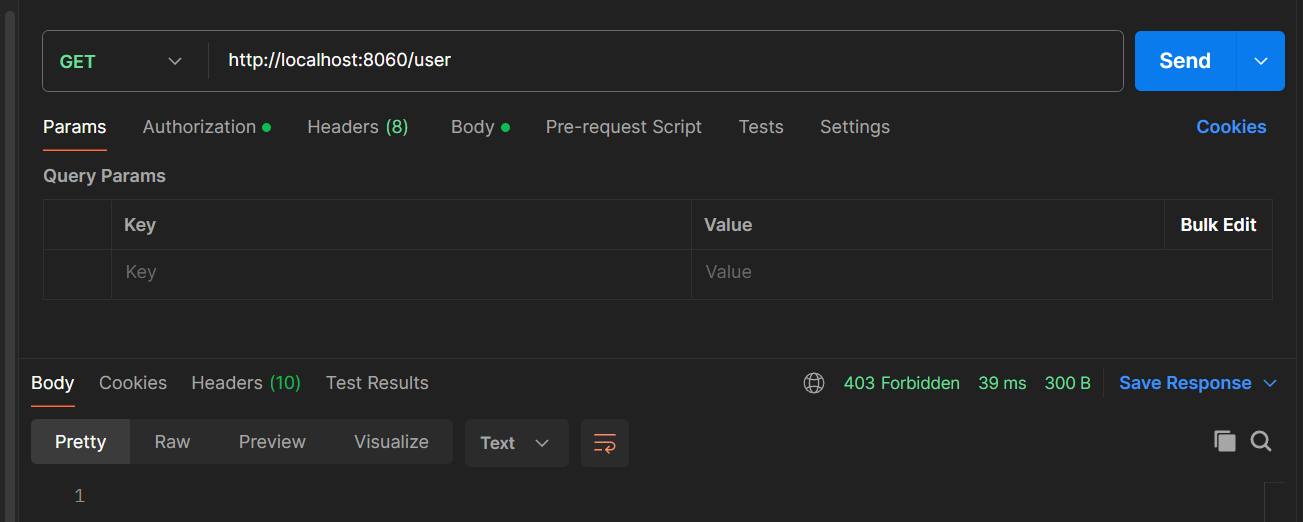 GET http://localhost:8060/user Send
Params Authorization Headers (8) Body Pre-request Script Tests Settings Cookies
Query Params
Key Value Bulk Edit
Key Value
Body Cookies Headers (10) Test Results 403 Forbidden 39 ms 300 B Save Response
Pretty Raw Preview Visualize Text
1